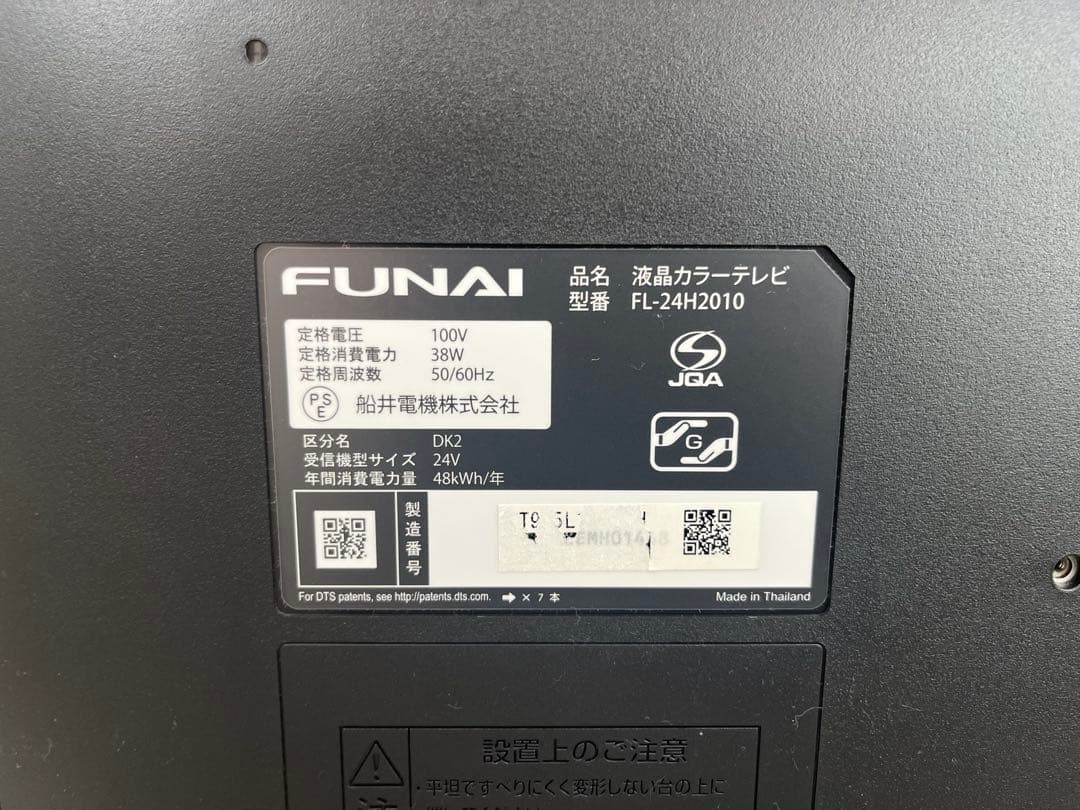 FUNAI
品名 液晶カラーテレビ
型番 FL-24H2010
定格電圧 100V
定格消費電力 38W
定格周波数 50/60Hz
PSE 船井電機株式会社
JQA
G
区分名 DK2
受信機型サイズ 24V
年間消費電力量 48kWh/年
製造番号
For DTS patents, see http://patents.dts.com. ➡ × 7 本
Made in Thailand
設置上のご注意
・平坦ですべりにくく変形しない台の上に